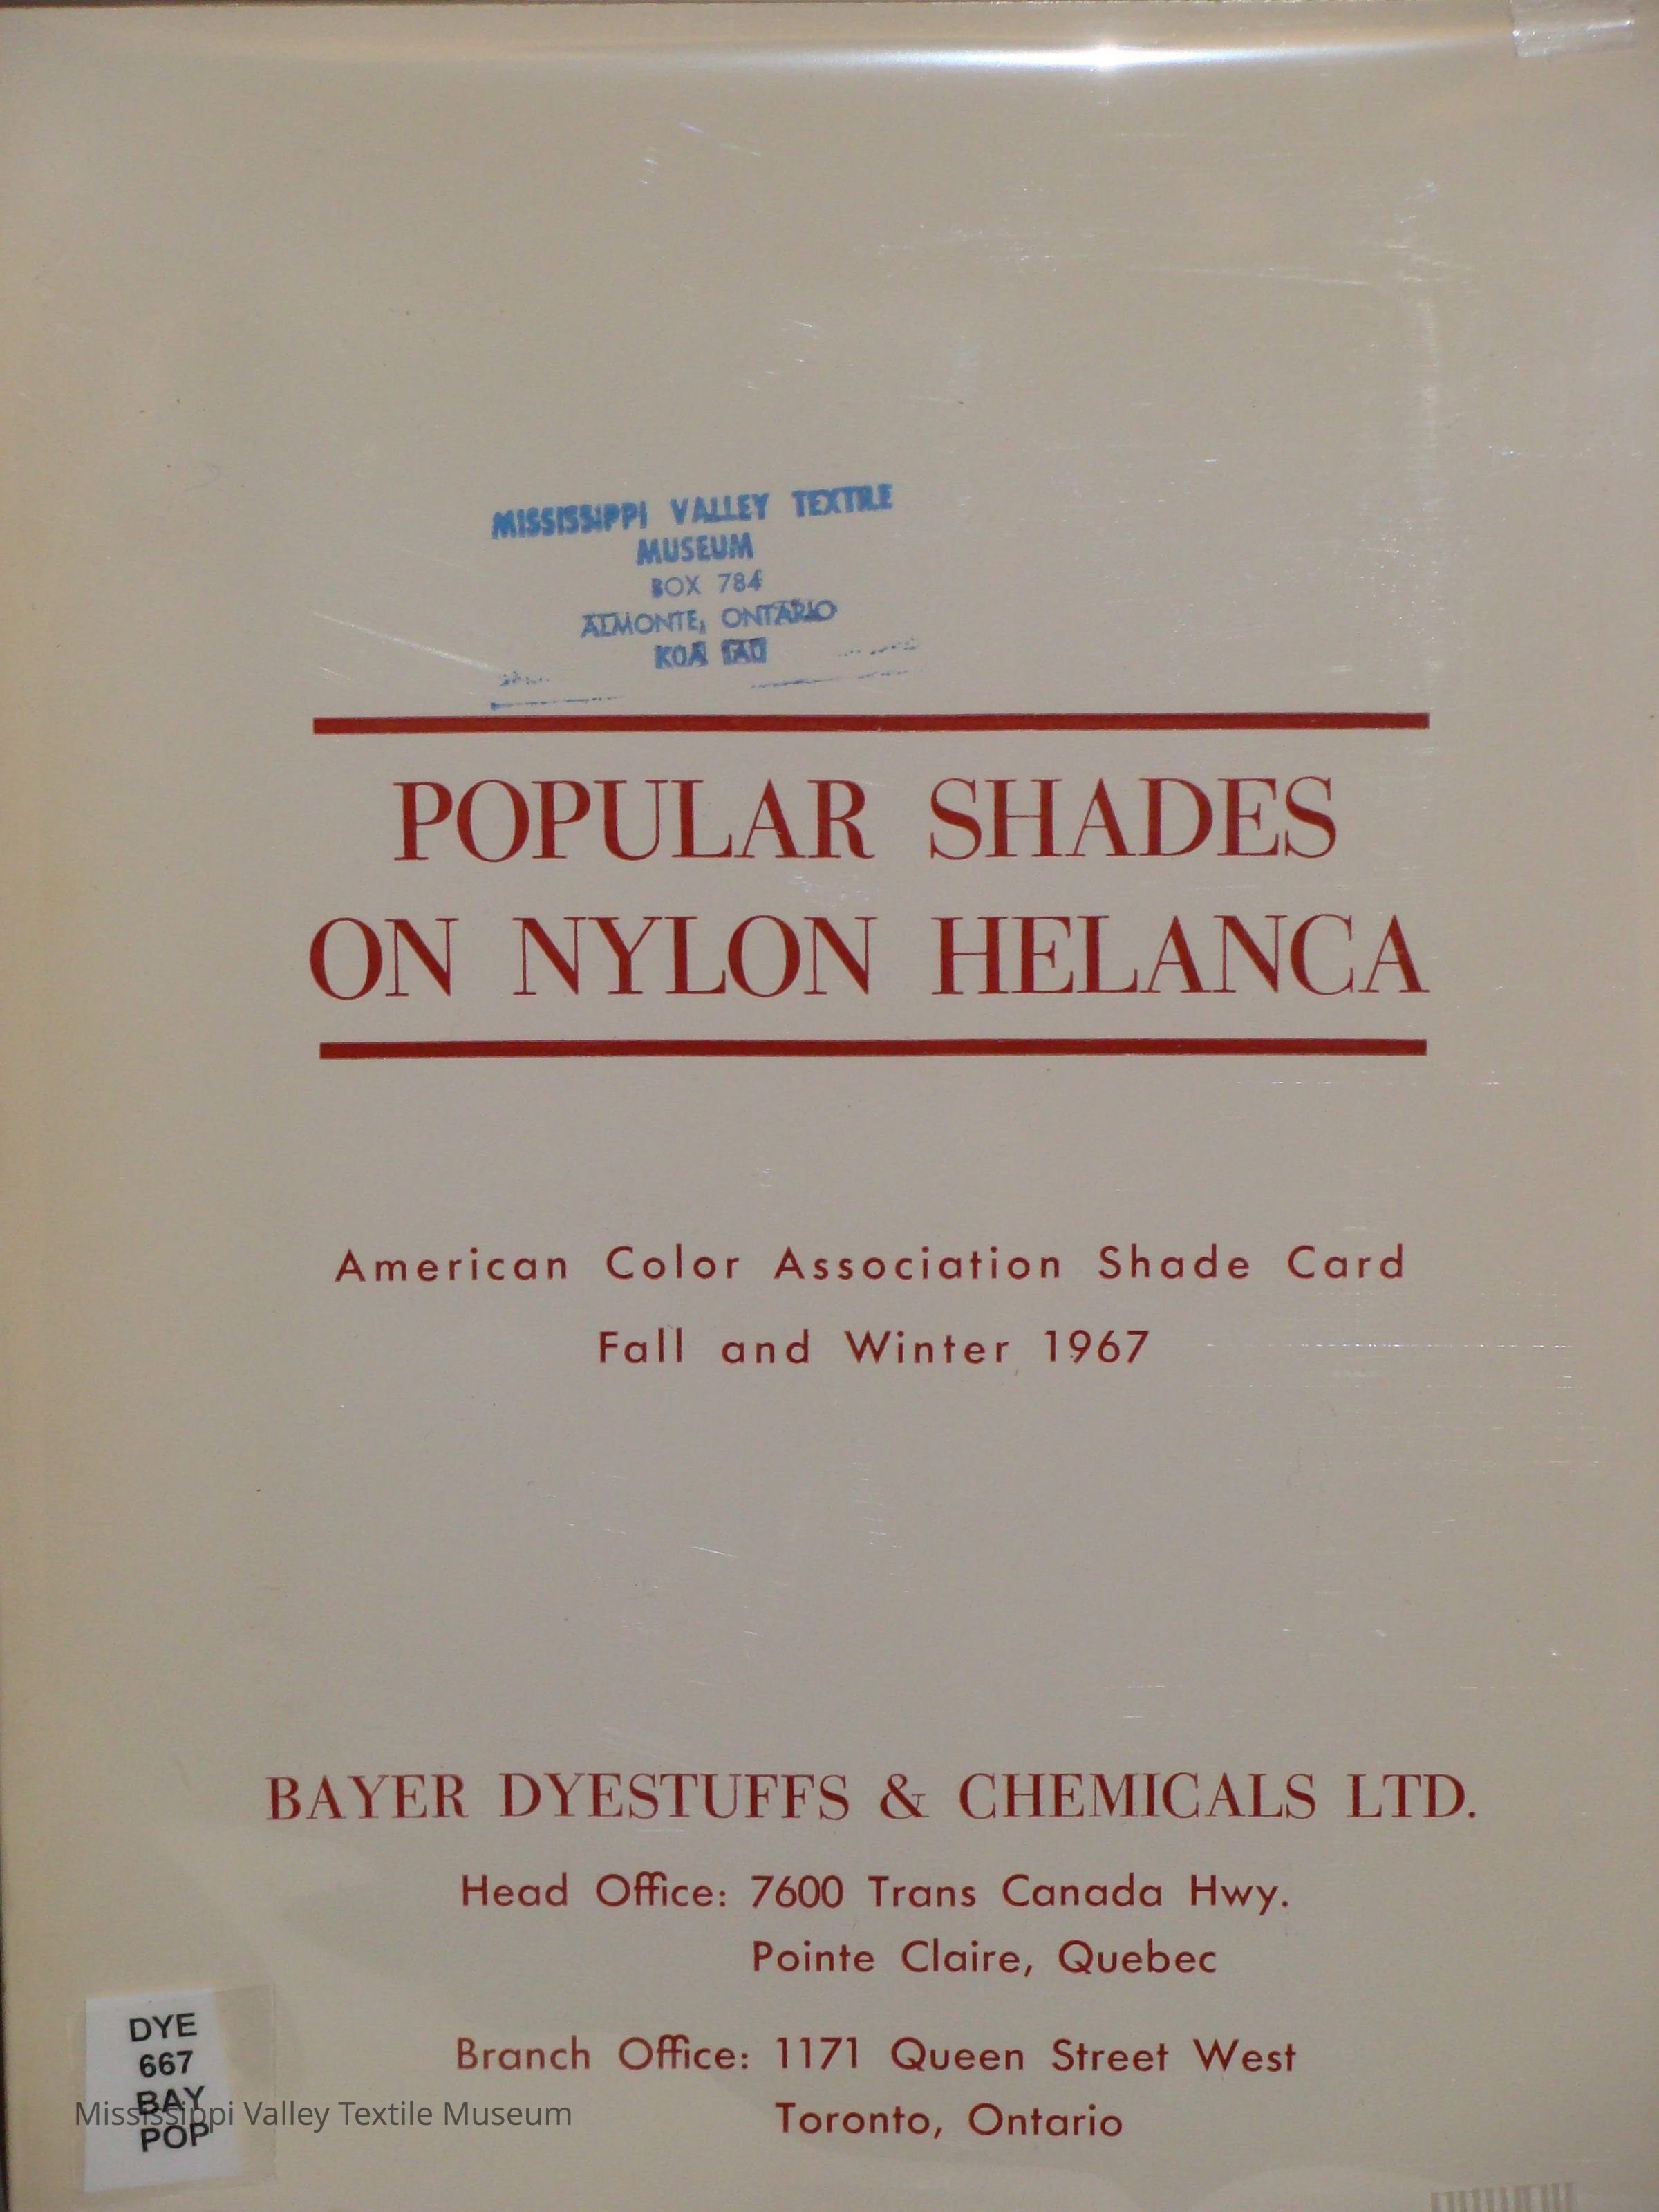 MISSISSIPPI VALLEY TEXTILE
MUSEUM
BOX 784
ALMONTE, ONTARIO
K0A 1A0
POPULAR SHADES
ON NYLON HELANCA
American Color Association Shade Card
Fall and Winter 1967
BAYER DYESTUFFS & CHEMICALS LTD.
Head Office: 7600 Trans Canada Hwy.
Pointe Claire, Quebec
Branch Office: 1171 Queen Street West
Toronto, Ontario
DYE
667
BAY
POP
Mississippi Valley Textile Museum